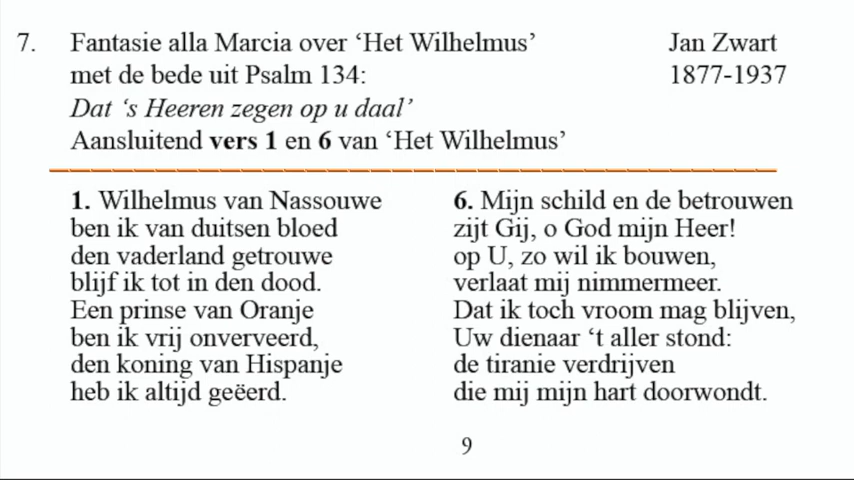 7. Fantasie alla Marcia over ‘Het Wilhelmus’ Jan Zwart
met de bede uit Psalm 134: 1877-1937
Dat ‘s Heeren zegen op u daal’
Aansluitend vers 1 en 6 van ‘Het Wilhelmus’
1. Wilhelmus van Nassouwe
ben ik van duitsen bloed
den vaderland getrouwe
blijf ik tot in den dood.
Een prinse van Oranje
ben ik vrij onverveerd,
den koning van Hispanje
heb ik altijd geëerd.
6. Mijn schild en de betrouwen
zijt Gij, o God mijn Heer!
op U, zo wil ik bouwen,
verlaat mij nimmermeer.
Dat ik toch vroom mag blijven,
Uw dienaar ‘t aller stond:
de tiranie verdrijven
die mij mijn hart doorwondt.
9